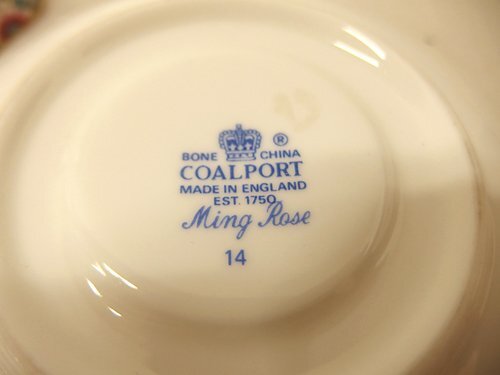 ®
BONE CHINA
COALPORT
MADE IN ENGLAND
EST. 1750
Ming Rose
14